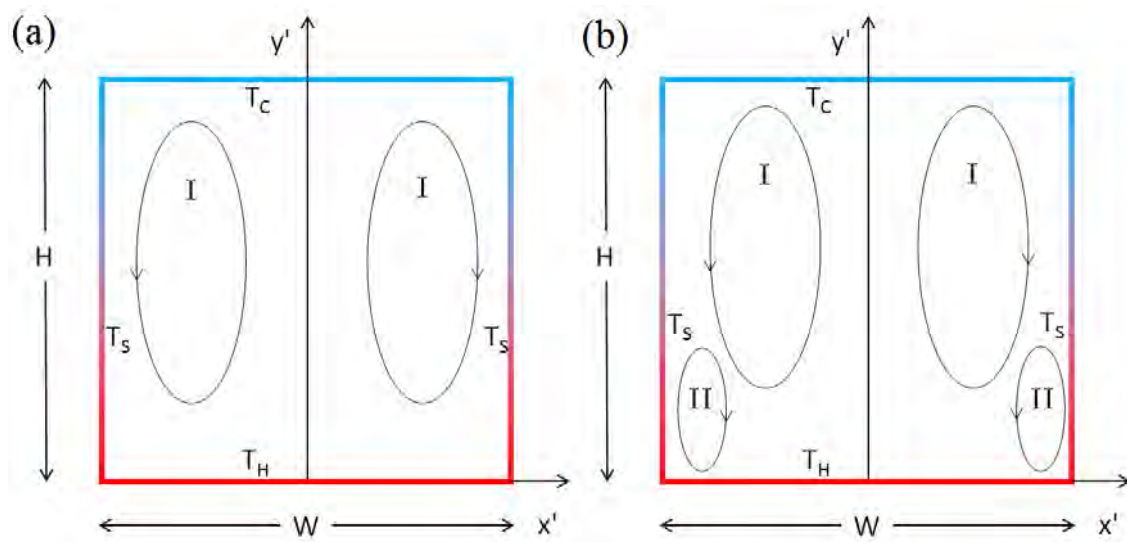 (a)
y'
T_C
I
I
H
T_S
T_S
T_H
W
x'
(b)
y'
T_C
I
I
H
T_S
T_S
II
II
T_H
W
x'